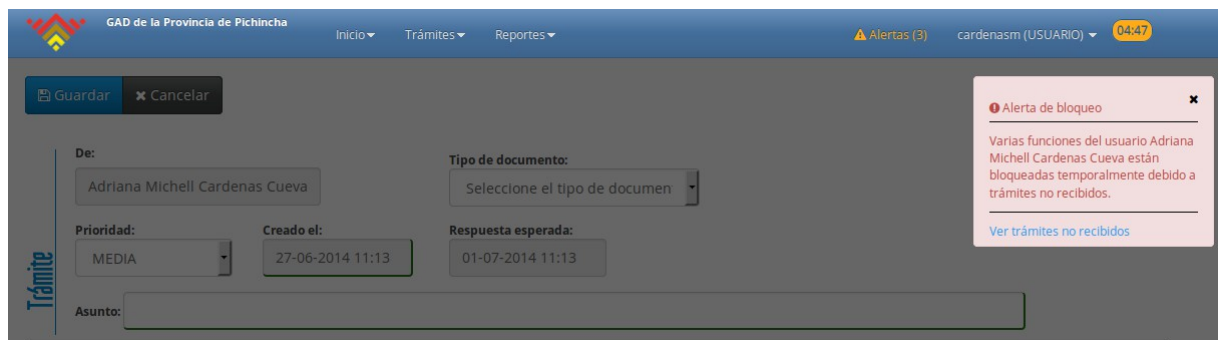 GAD de la Provincia de Pichincha
Inicio Trámites Reportes Alertas (3) cardenasm (USUARIO) 04:47
Guardar Cancelar
Alerta de bloqueo
Varias funciones del usuario Adriana
Michell Cardenas Cueva están
bloqueadas temporalmente debido a
trámites no recibidos.
Ver trámites no recibidos
Trámite
De: Tipo de documento:
Adriana Michell Cardenas Cueva Seleccione el tipo de documen
Prioridad: Creado el: Respuesta esperada:
MEDIA 27-06-2014 11:13 01-07-2014 11:13
Asunto: